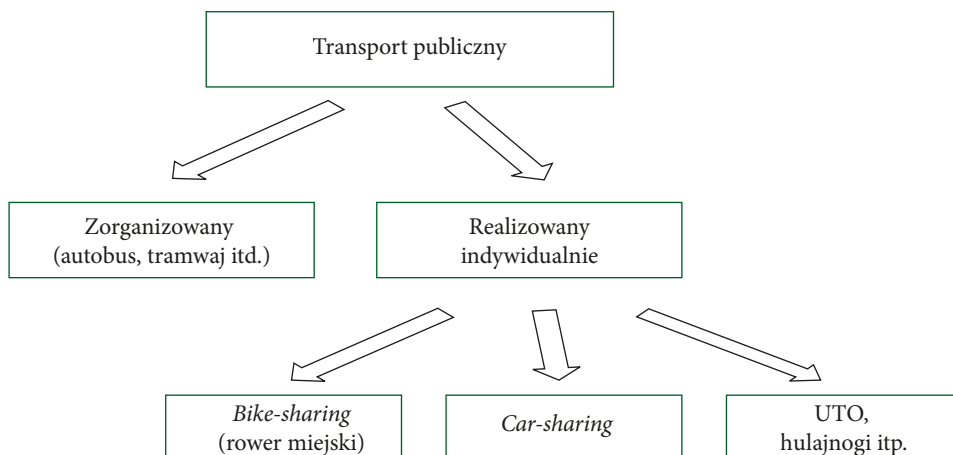 Transport publiczny
Zorganizowany
(autobus, tramwaj itd.)
Realizowany
indywidualnie
Bike-sharing
(rower miejski)
Car-sharing
UTO,
hulajnogi itp.